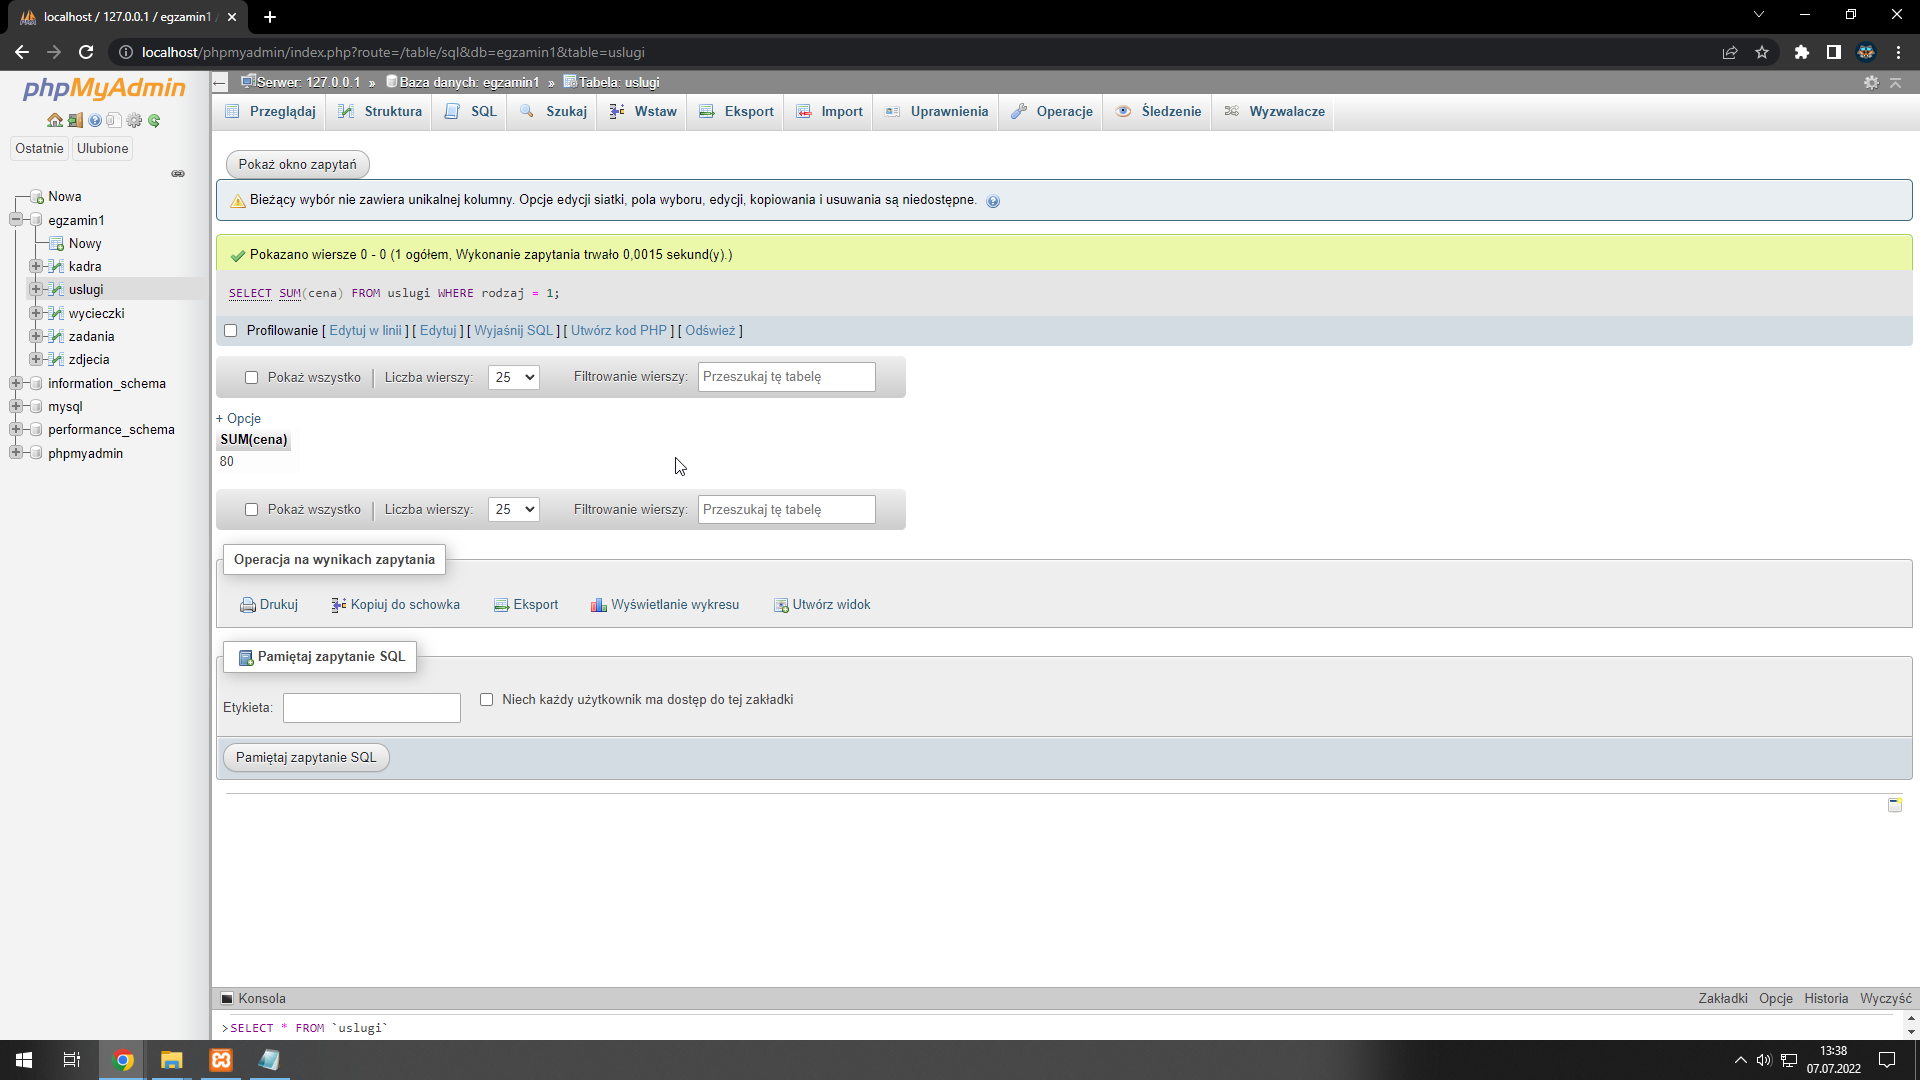 localhost / 127.0.0.1 / egzamin1
localhost/phpmyadmin/index.php?route=/table/sql&db=egzamin1&table=uslugi
phpMyAdmin
Ostatnie Ulubione
Nowa
egzamin1
Nowy
kadra
uslugi
wycieczki
zadania
zdjecia
information_schema
mysql
performance_schema
phpmyadmin
Serwer: 127.0.0.1 » Baza danych: egzamin1 » Tabela: uslugi
Przeglądaj Struktura SQL Szukaj Wstaw Eksport Import Uprawnienia Operacje Śledzenie Wyzwalacze
Pokaż okno zapytań
Bieżący wybór nie zawiera unikalnej kolumny. Opcje edycji siatki, pola wyboru, edycji, kopiowania i usuwania są niedostępne.
Pokazano wiersze 0 - 0 (1 ogółem, Wykonanie zapytania trwało 0,0015 sekund(y).)
SELECT SUM(cena) FROM uslugi WHERE rodzaj = 1;
Profilowanie [ Edytuj w linii ] [ Edytuj ] [ Wyjaśnij SQL ] [ Utwórz kod PHP ] [ Odśwież ]
Pokaż wszystko Liczba wierszy: 25 Filtrowanie wierszy: Przeszukaj tę tabelę
+ Opcje
SUM(cena)
80
Pokaż wszystko Liczba wierszy: 25 Filtrowanie wierszy: Przeszukaj tę tabelę
Operacja na wynikach zapytania
Drukuj Kopiuj do schowka Eksport Wyświetlanie wykresu Utwórz widok
Pamiętaj zapytanie SQL
Etykieta: Niech każdy użytkownik ma dostęp do tej zakładki
Pamiętaj zapytanie SQL
Konsola Zakładki Opcje Historia Wyczyść
>SELECT * FROM `uslugi`
13:38
07.07.2022